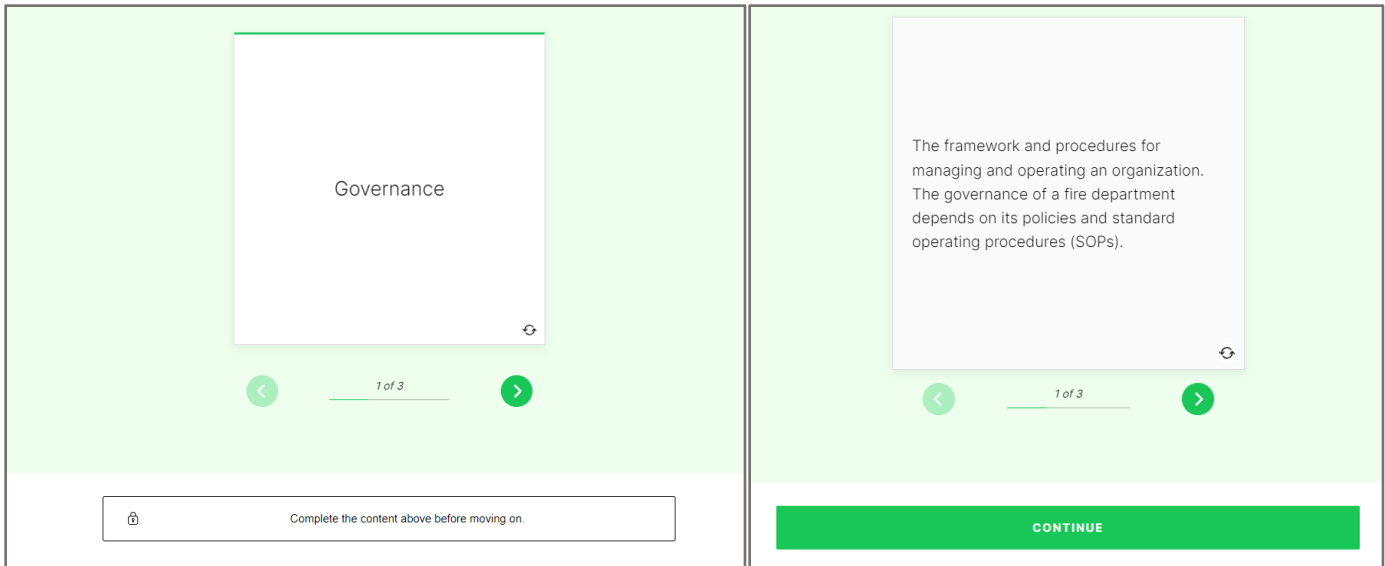 Governance
1 of 3
Complete the content above before moving on.
The framework and procedures for
managing and operating an organization.
The governance of a fire department
depends on its policies and standard
operating procedures (SOPs).
1 of 3
CONTINUE